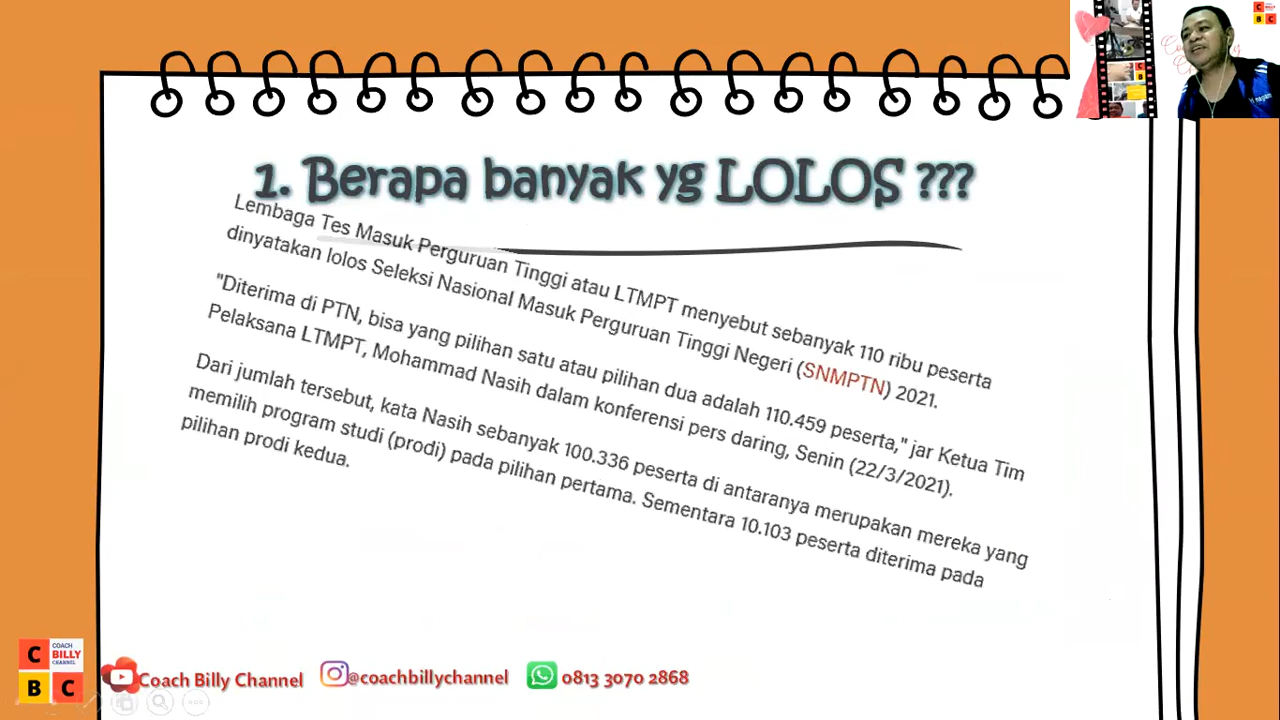 1. Berapa banyak yg LOLOS ???
Lembaga Tes Masuk Perguruan Tinggi atau LTMPT menyebut sebanyak 110 ribu peserta
dinyatakan lolos Seleksi Nasional Masuk Perguruan Tinggi Negeri (SNMPTN) 2021.
"Diterima di PTN, bisa yang pilihan satu atau pilihan dua adalah 110.459 peserta," jar Ketua Tim
Pelaksana LTMPT, Mohammad Nasih dalam konferensi pers daring, Senin (22/3/2021).
Dari jumlah tersebut, kata Nasih sebanyak 100.336 peserta di antaranya merupakan mereka yang
memilih program studi (prodi) pada pilihan pertama. Sementara 10.103 peserta diterima pada
pilihan prodi kedua.
C COACH
BILLY
CHANNEL
B C
Coach Billy Channel
@coachbillychannel
0813 3070 2868